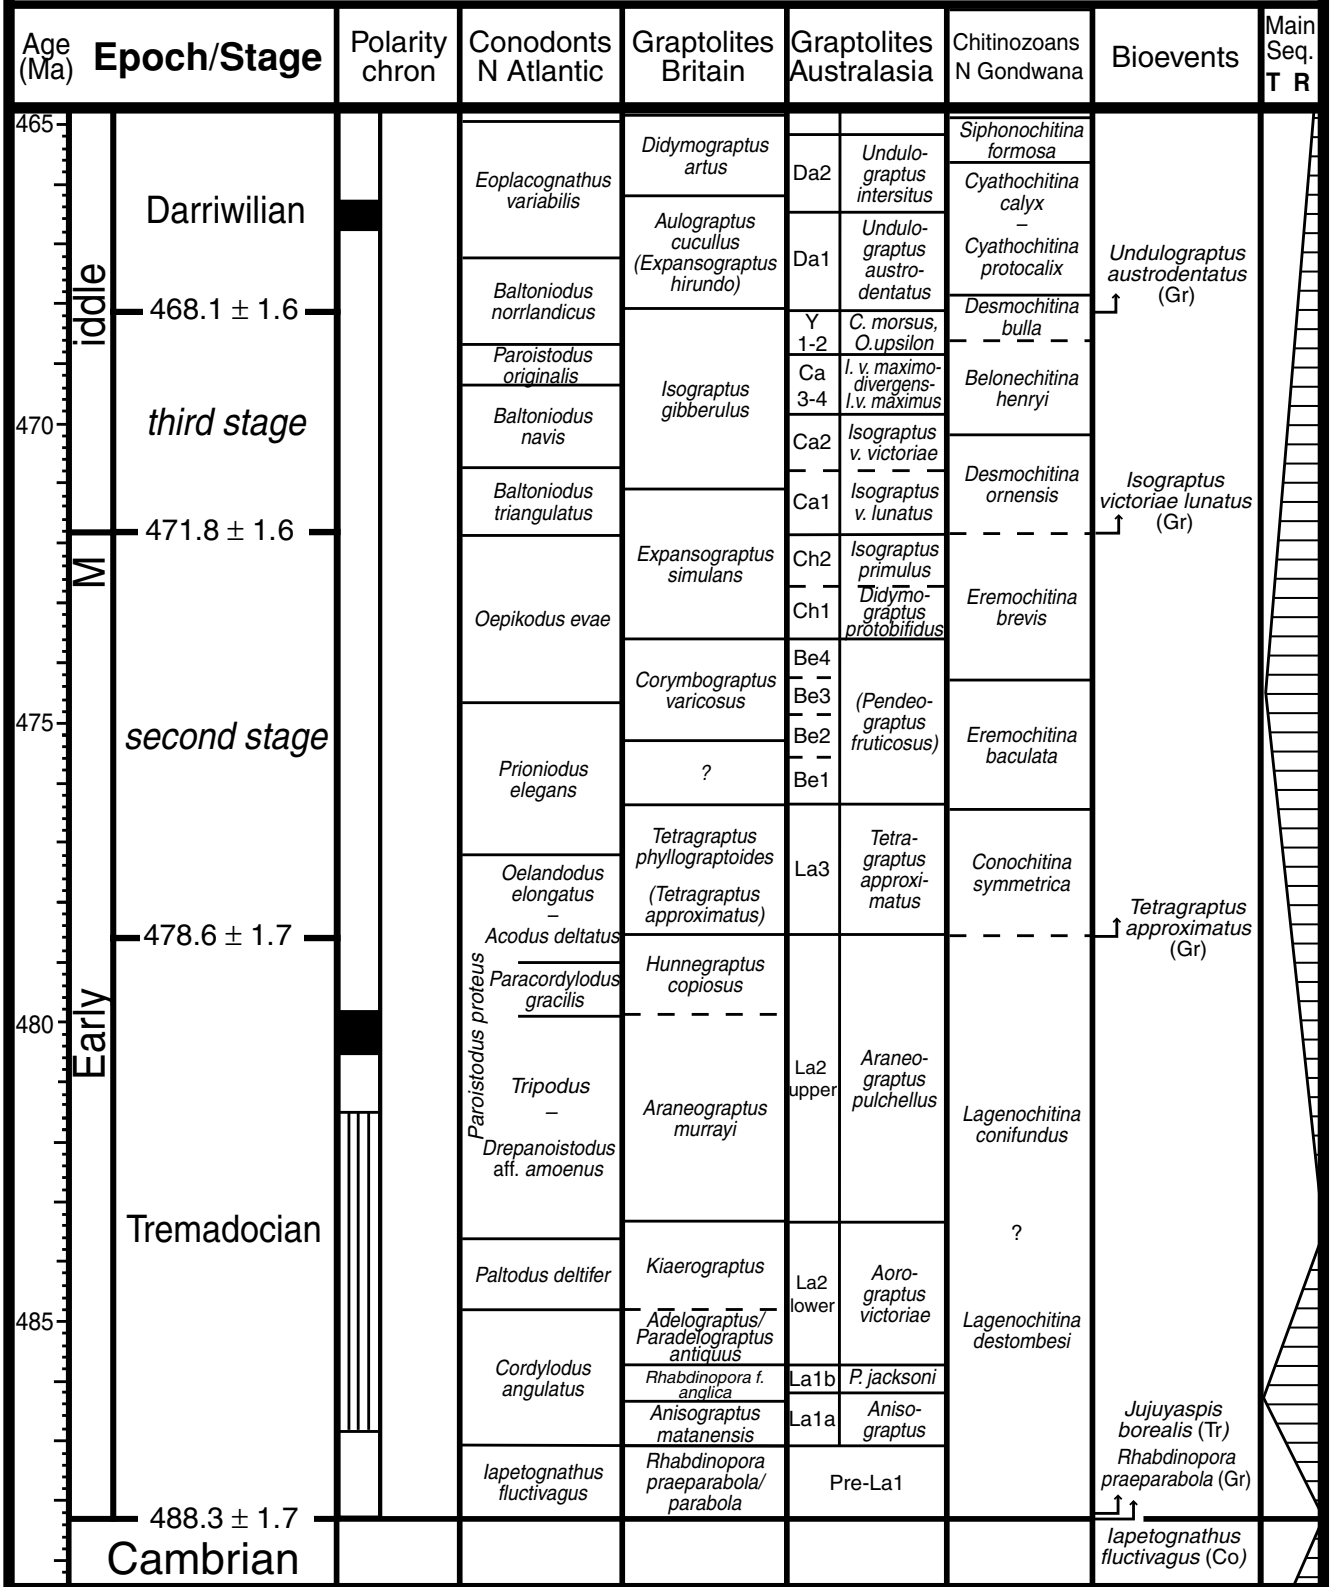 Age
(Ma)
Epoch/Stage
Polarity
chron
Conodonts
N Atlantic
Graptolites
Britain
Graptolites
Australasia
Chitinozoans
N Gondwana
Bioevents
Main
Seq.
T R
465
470
475
480
485
iddle
M
Early
Darriwilian
468.1 ± 1.6
third stage
471.8 ± 1.6
second stage
478.6 ± 1.7
Tremadocian
488.3 ± 1.7
Cambrian
Eoplacognathus
variabilis
Baltoniodus
norrlandicus
Paroistodus
originalis
Baltoniodus
navis
Baltoniodus
triangulatus
Oepikodus evae
Prioniodus
elegans
Paroistodus proteus
Oelandodus
elongatus
–
Acodus deltatus
Paracordylodus
gracilis
Tripodus
–
Drepanoistodus
aff. amoenus
Paltodus deltifer
Cordylodus
angulatus
Iapetognathus
fluctivagus
Didymograptus
artus
Aulograptus
cucullus
(Expansograptus
hirundo)
Isograptus
gibberulus
Expansograptus
simulans
Corymbograptus
varicosus
?
Tetragraptus
phyllograptoides
(Tetragraptus
approximatus)
Hunnegraptus
copiosus
Araneograptus
murrayi
Kiaerograptus
Adelograptus/
Paradelograptus
antiquus
Rhabdinopora f.
anglica
Anisograptus
matanensis
Rhabdinopora
praeparabola/
parabola
Da2
Undulo-
graptus
intersitus
Da1
Undulo-
graptus
austro-
dentatus
Y
1-2
C. morsus,
O.upsilon
Ca
3-4
I. v. maximo-
divergens-
I.v. maximus
Ca2
Isograptus
v. victoriae
Ca1
Isograptus
v. lunatus
Ch2
Isograptus
primulus
Ch1
Didymo-
graptus
protobifidus
Be4
Be3
Be2
Be1
(Pendeo-
graptus
fruticosus)
La3
Tetra-
graptus
approxi-
matus
La2
upper
Araneo-
graptus
pulchellus
La2
lower
Aoro-
graptus
victoriae
La1b
P. jacksoni
La1a
Aniso-
graptus
Pre-La1
Siphonochitina
formosa
Cyathochitina
calyx
–
Cyathochitina
protocalix
Desmochitina
bulla
Belonechitina
henryi
Desmochitina
ornensis
Eremochitina
brevis
Eremochitina
baculata
Conochitina
symmetrica
Lagenochitina
conifundus
?
Lagenochitina
destombesi
Undulograptus
austrodentatus
(Gr)
Isograptus
victoriae lunatus
(Gr)
Tetragraptus
approximatus
(Gr)
Jujuyaspis
borealis (Tr)
Rhabdinopora
praeparabola (Gr)
Iapetognathus
fluctivagus (Co)